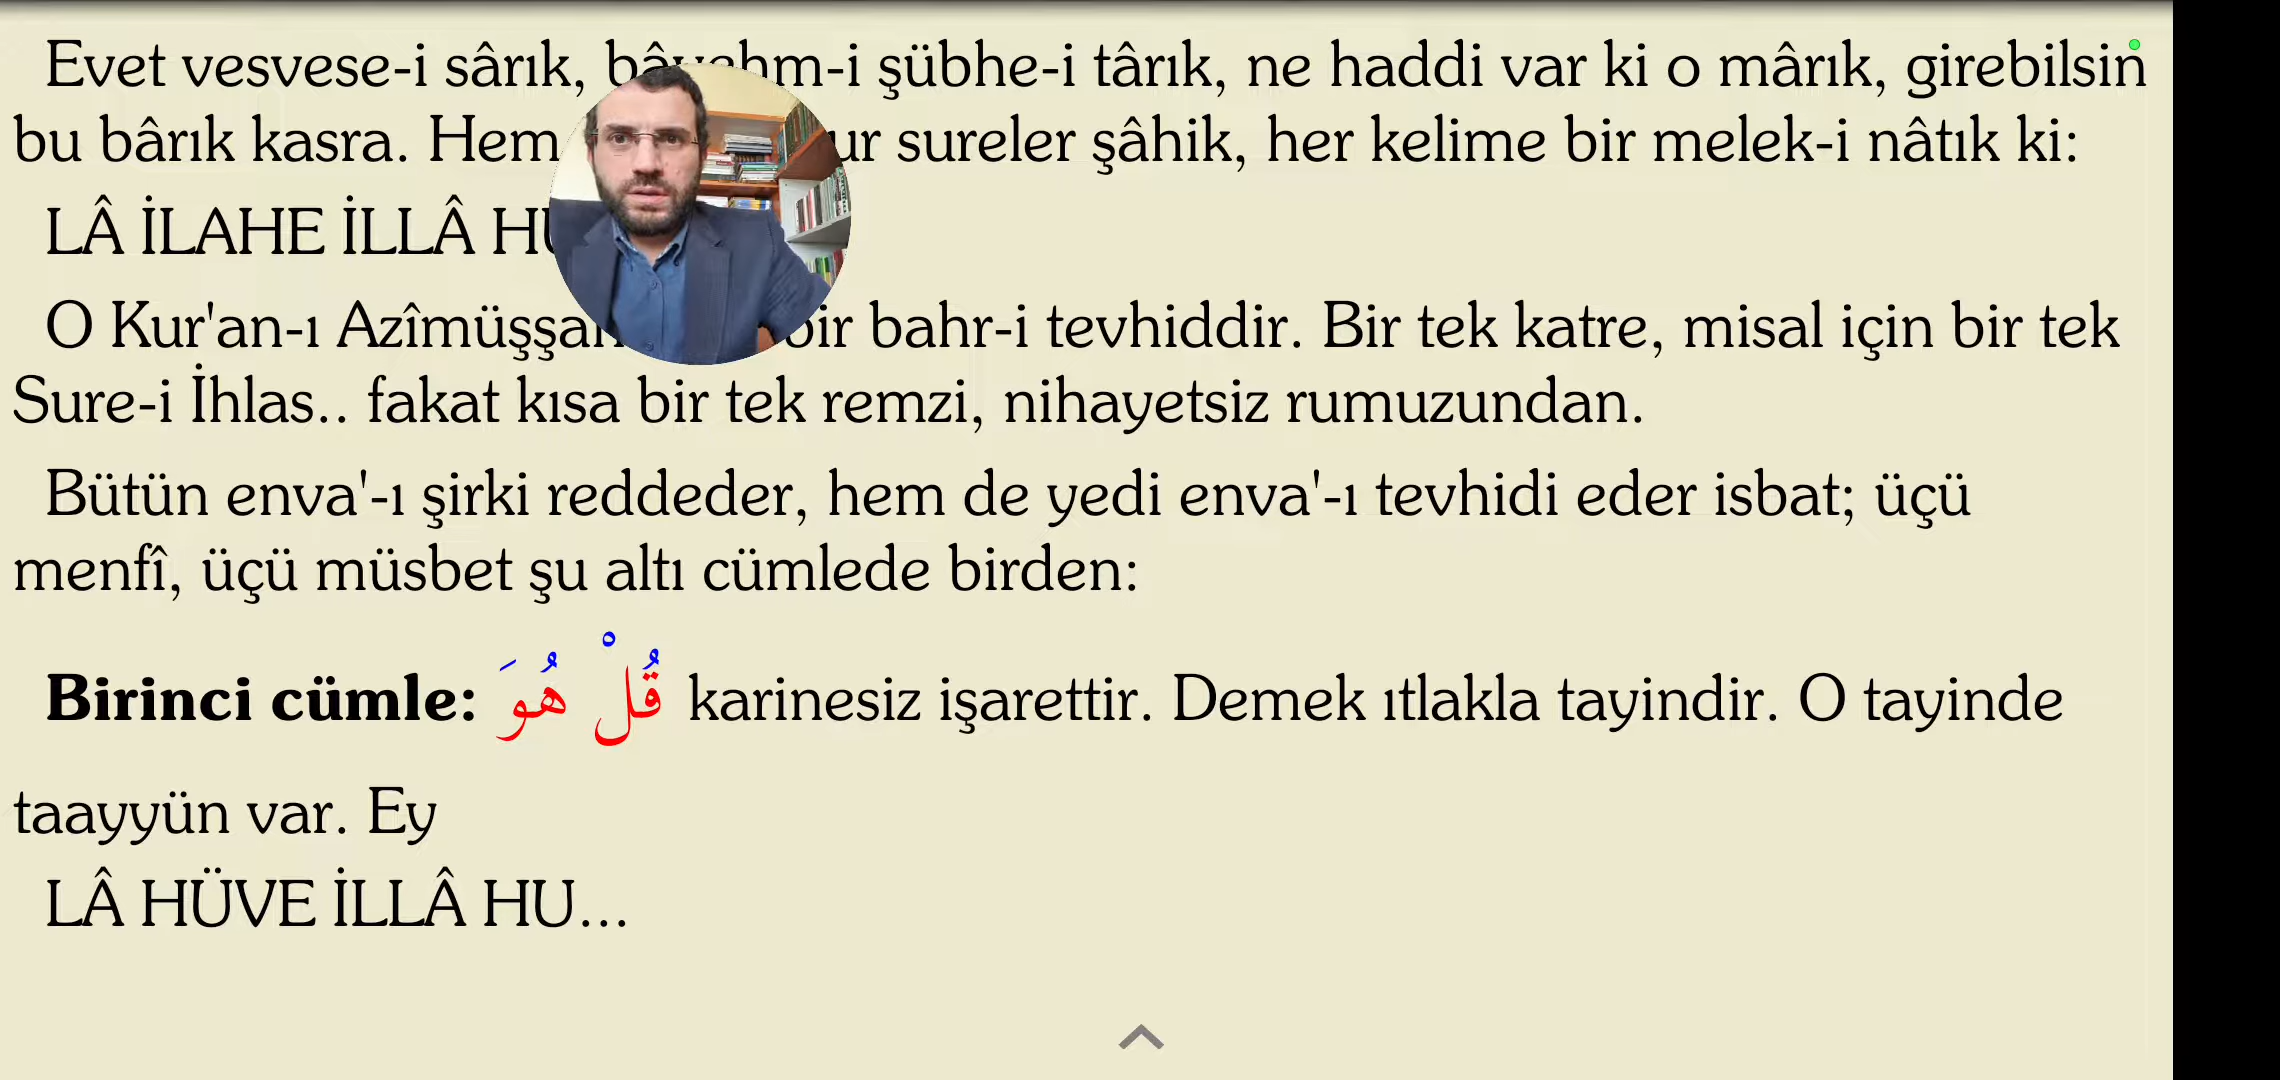 Evet vesvese-i sârık, şübhe-i târık, ne haddi var ki o mârık, girebilsin
bu bârık kasra. Hem sureler şâhik, her kelime bir melek-i nâtık ki:
LÂ İLAHE İLLÂ
O Kur'an-ı bir bahr-i tevhiddir. Bir tek katre, misal için bir tek
Sure-i İhlas.. fakat kısa bir tek remzi, nihayetsiz rumuzundan.
Bütün enva'-ı şirki reddeder, hem de yedi enva'-ı tevhidi eder isbat; üçü
menfî, üçü müsbet şu altı cümlede birden:
Birinci cümle: قُلْ هُوَ karinesiz işarettir. Demek ıtlakla tayindir. O tayinde
taayyün var. Ey
LÂ HÜVE İLLÂ HU...